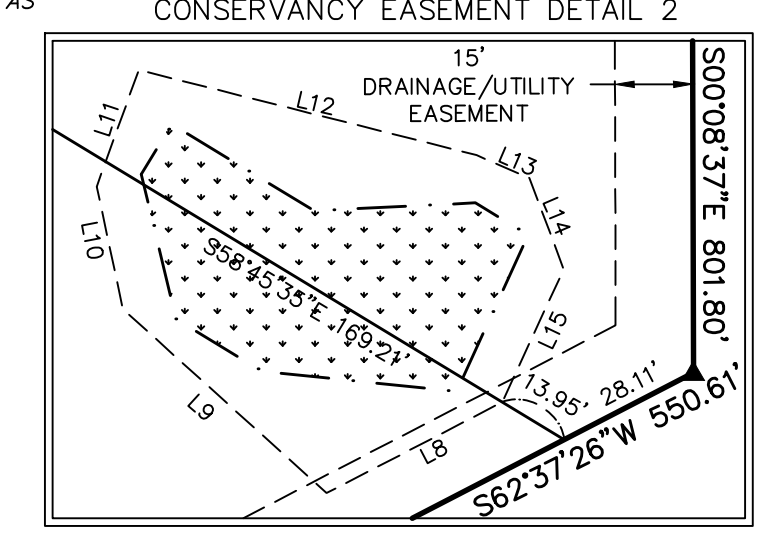 AS
CONSERVANCY EASEMENT DETAIL 2
15'
DRAINAGE/UTILITY
EASEMENT
L12
L11
L13
L14
L10
L15
L9
L8
S58°45'35"E 169.21'
13.95'
28.11'
S00°08'37"E 801.80'
S62°37'26"W 550.61'